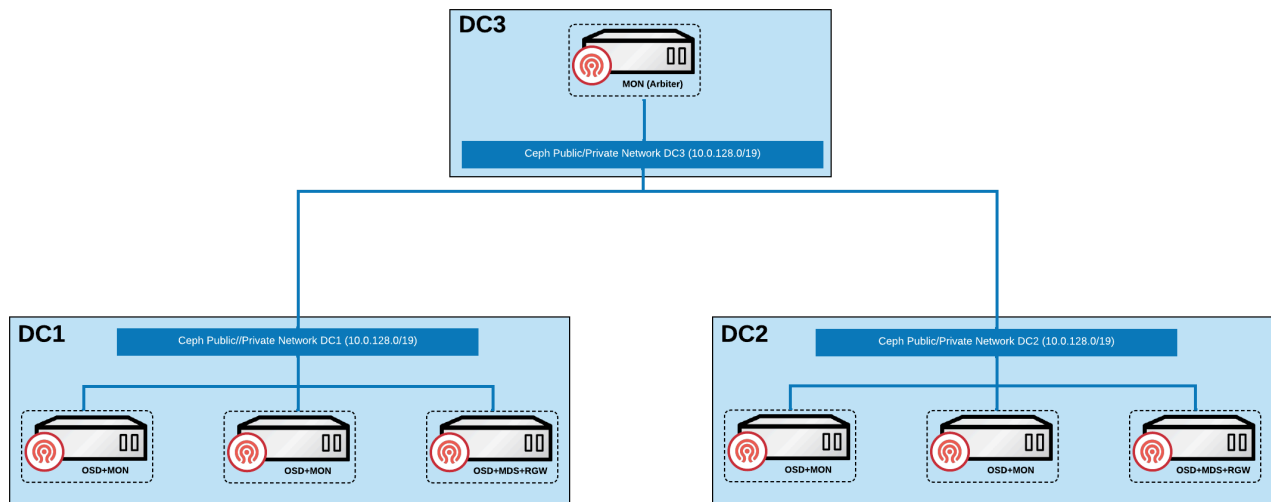 DC3
MON (Arbiter)
Ceph Public/Private Network DC3 (10.0.128.0/19)
DC1
Ceph Public//Private Network DC1 (10.0.128.0/19)
OSD+MON
OSD+MON
OSD+MDS+RGW
DC2
Ceph Public/Private Network DC2 (10.0.128.0/19)
OSD+MON
OSD+MON
OSD+MDS+RGW